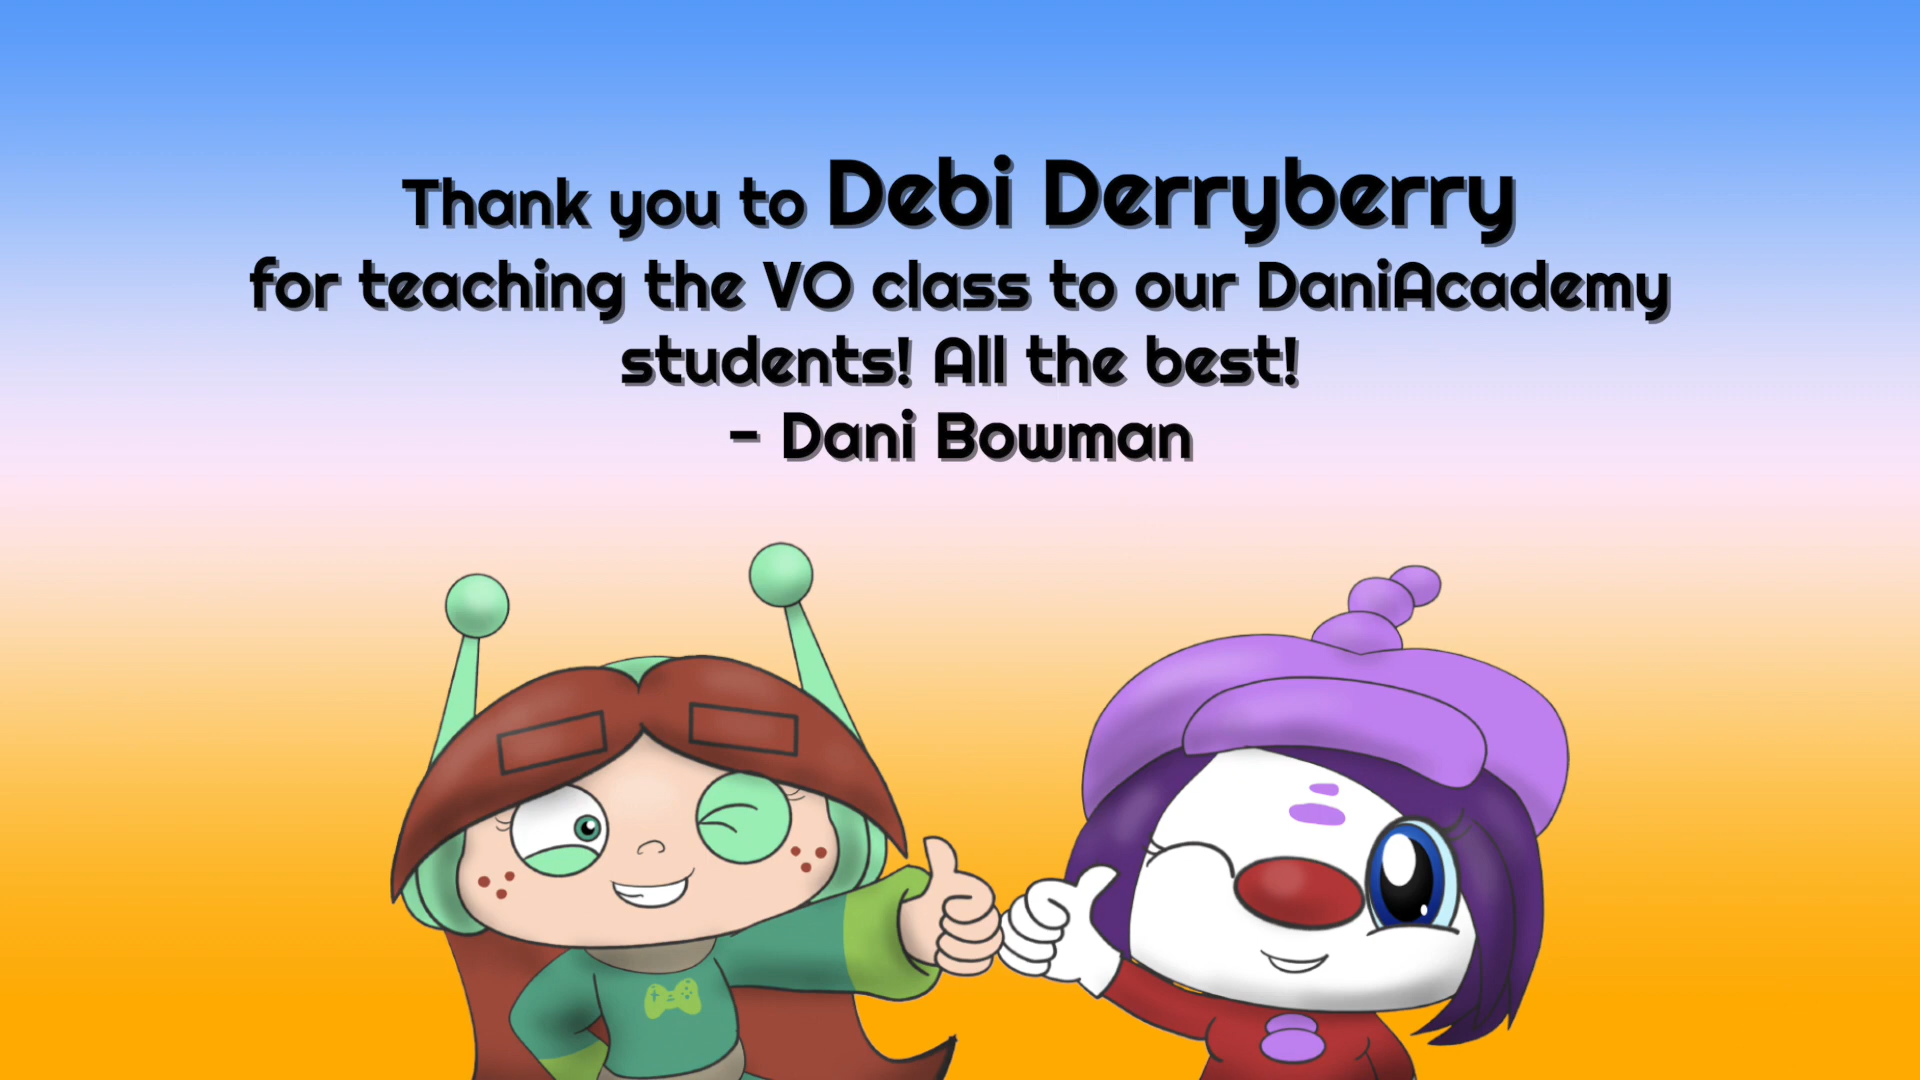 Thank you to Debi Derryberry
for teaching the VO class to our DaniAcademy
students! All the best!
- Dani Bowman